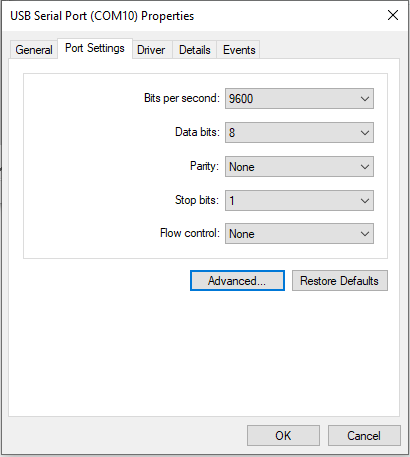 USB Serial Port (COM10) Properties
General Port Settings Driver Details Events
Bits per second: 9600
Data bits: 8
Parity: None
Stop bits: 1
Flow control: None
Advanced... Restore Defaults
OK Cancel